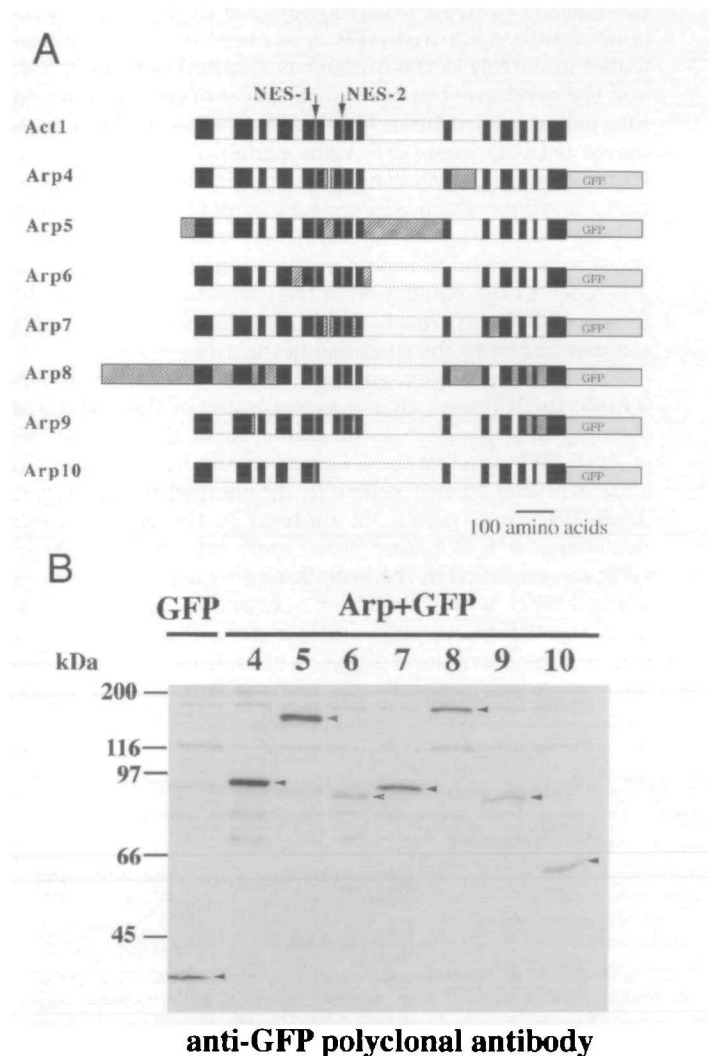 A
NES-1 NES-2
Act1
Arp4 GFP
Arp5 GFP
Arp6 GFP
Arp7 GFP
Arp8 GFP
Arp9 GFP
Arp10 GFP
100 amino acids
B
GFP Arp+GFP
kDa 4 5 6 7 8 9 10
200
116
97
66
45
anti-GFP polyclonal antibody